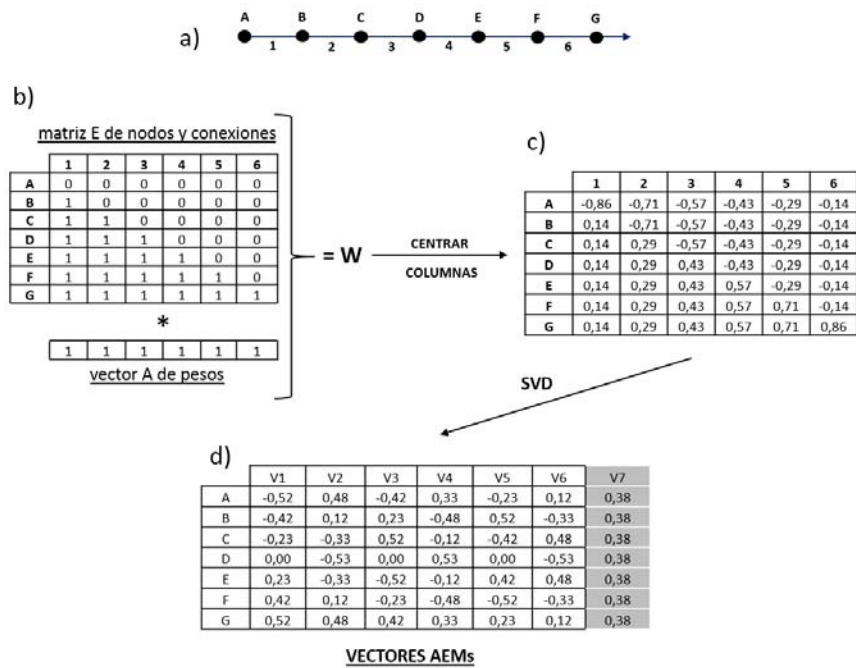 A B C D E F G
a)
1 2 3 4 5 6
b)
matriz E de nodos y conexiones
1 2 3 4 5 6
A 0 0 0 0 0 0
B 1 0 0 0 0 0
C 1 1 0 0 0 0
D 1 1 1 0 0 0
E 1 1 1 1 0 0
F 1 1 1 1 1 0
G 1 1 1 1 1 1
*
1 1 1 1 1 1
vector A de pesos
= W
CENTRAR
COLUMNAS
c)
1 2 3 4 5 6
A -0,86 -0,71 -0,57 -0,43 -0,29 -0,14
B 0,14 -0,71 -0,57 -0,43 -0,29 -0,14
C 0,14 0,29 -0,57 -0,43 -0,29 -0,14
D 0,14 0,29 0,43 -0,43 -0,29 -0,14
E 0,14 0,29 0,43 0,57 -0,29 -0,14
F 0,14 0,29 0,43 0,57 0,71 -0,14
G 0,14 0,29 0,43 0,57 0,71 0,86
SVD
d)
V1 V2 V3 V4 V5 V6 V7
A -0,52 0,48 -0,42 0,33 -0,23 0,12 0,38
B -0,42 0,12 0,23 -0,48 0,52 -0,33 0,38
C -0,23 -0,33 0,52 -0,12 -0,42 0,48 0,38
D 0,00 -0,53 0,00 0,53 0,00 -0,53 0,38
E 0,23 -0,33 -0,52 -0,12 0,42 0,48 0,38
F 0,42 0,12 -0,23 -0,48 -0,52 -0,33 0,38
G 0,52 0,48 0,42 0,33 0,23 0,12 0,38
VECTORES AEMs